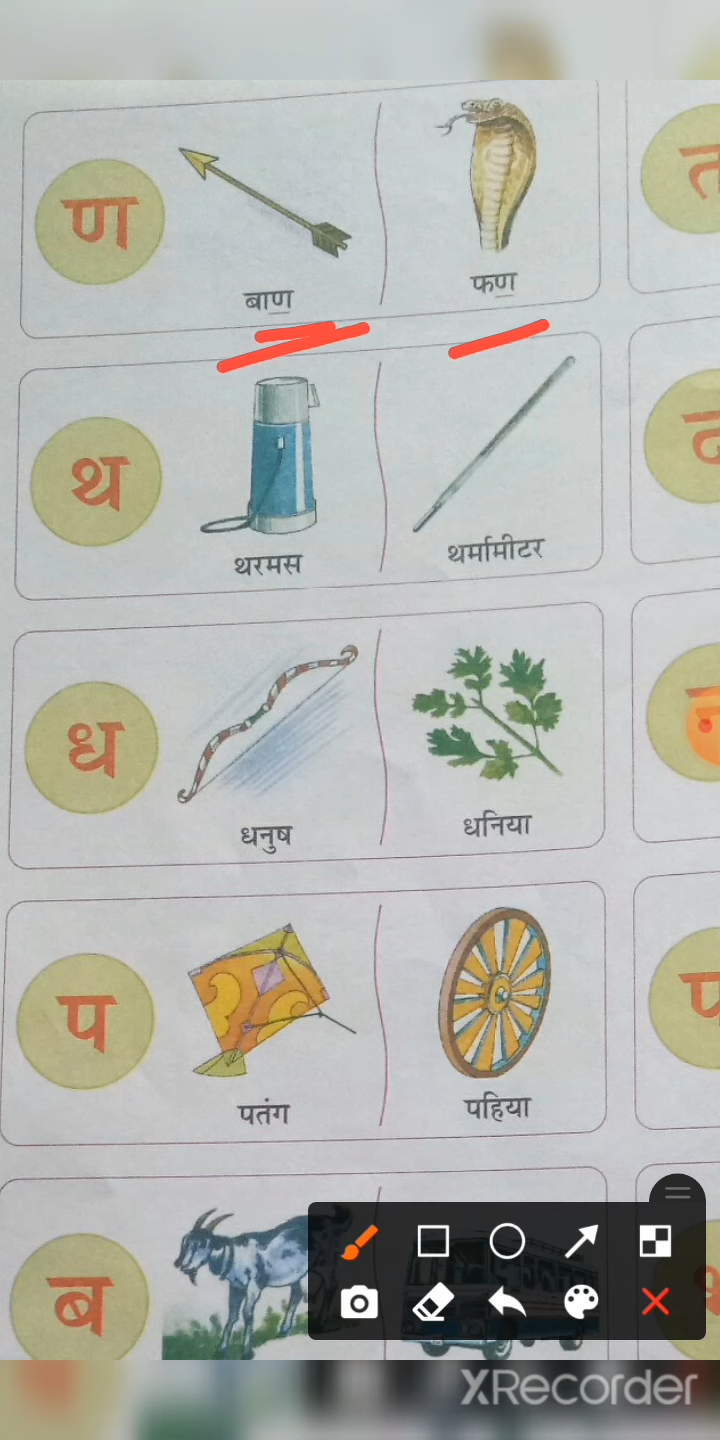 ण
बाण
फण
त
थ
थरमस
थर्मामीटर
ध
धनुष
धनिया
प
पतंग
पहिया
ब
XRecorder